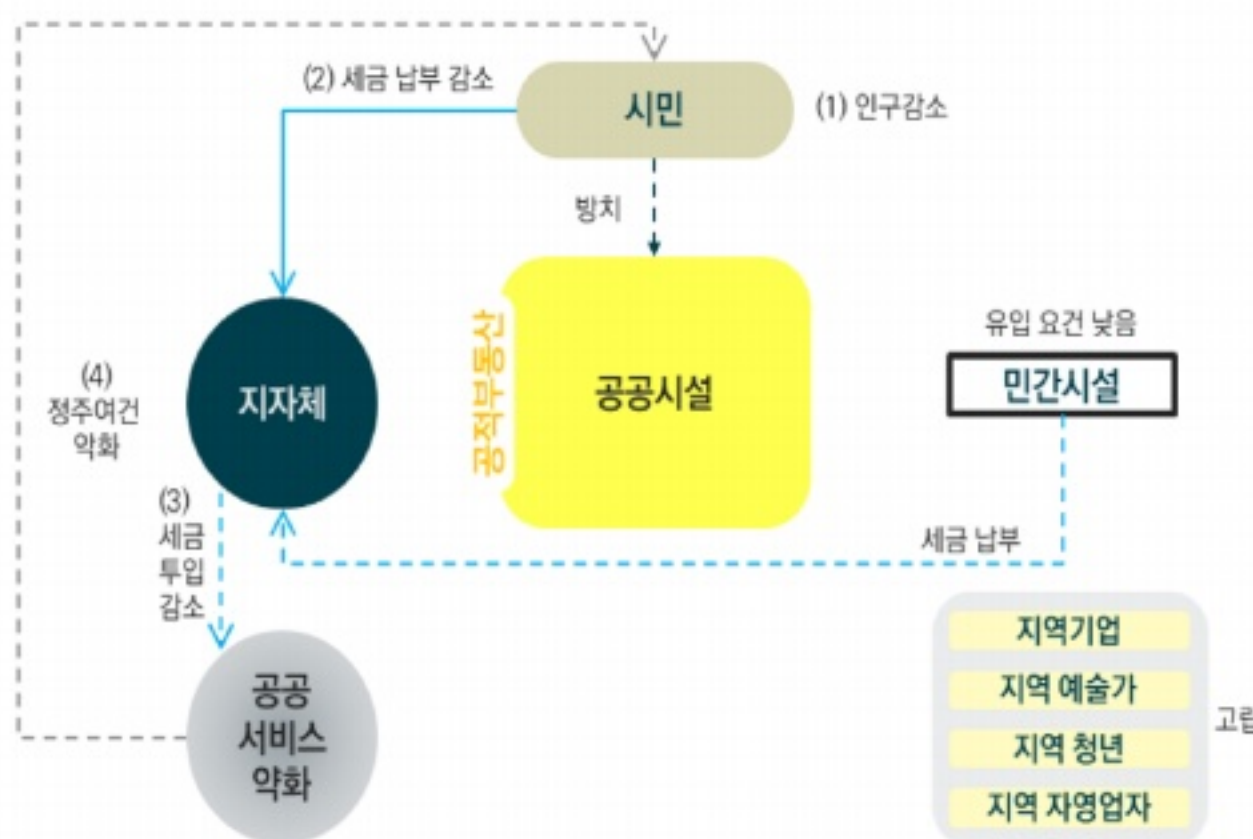 (2) 세금 납부 감소
시민
(1) 인구감소
방치
유입 요건 낮음
민간시설
공적부동산
공공시설
지자체
(4)
정주여건
악화
(3)
세금
투입
감소
세금 납부
공공
서비스
약화
지역기업
지역 예술가
지역 청년
지역 자영업자
고립